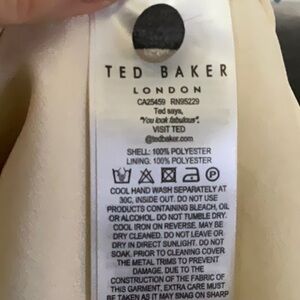 TED BAKER
LONDON
CA25459 RN95229
Ted says,
"You look fabulous".
VISIT TED
@tedbaker.com
SHELL: 100% POLYESTER
LINING: 100% POLYESTER
COOL HAND WASH SEPARATELY AT
30C, INSIDE OUT. DO NOT USE
PRODUCTS CONTAINING BLEACH, OIL
OR ALCOHOL. DO NOT TUMBLE DRY.
COOL IRON ON REVERSE. MAY BE
DRY CLEANED. DO NOT LEAVE OR
DRY IN DIRECT SUNLIGHT. DO NOT
SOAK. PRIOR TO CLEANING COVER
THE METAL TRIMS TO PREVENT
DAMAGE. DUE TO THE
CONSTRUCTION OF THE FABRIC OF
THIS GARMENT, EXTRA CARE MUST
BE TAKEN AS IT MAY SNAG ON SHARP